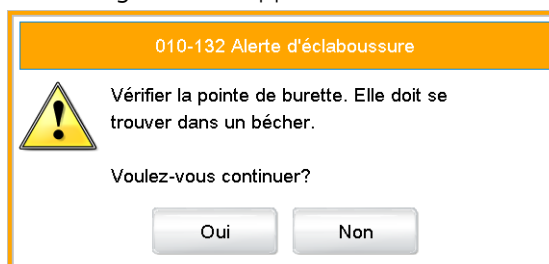 010-132 Alerte d'éclaboussure
Vérifier la pointe de burette. Elle doit se
trouver dans un bécher.
Voulez-vous continuer?
Oui
Non